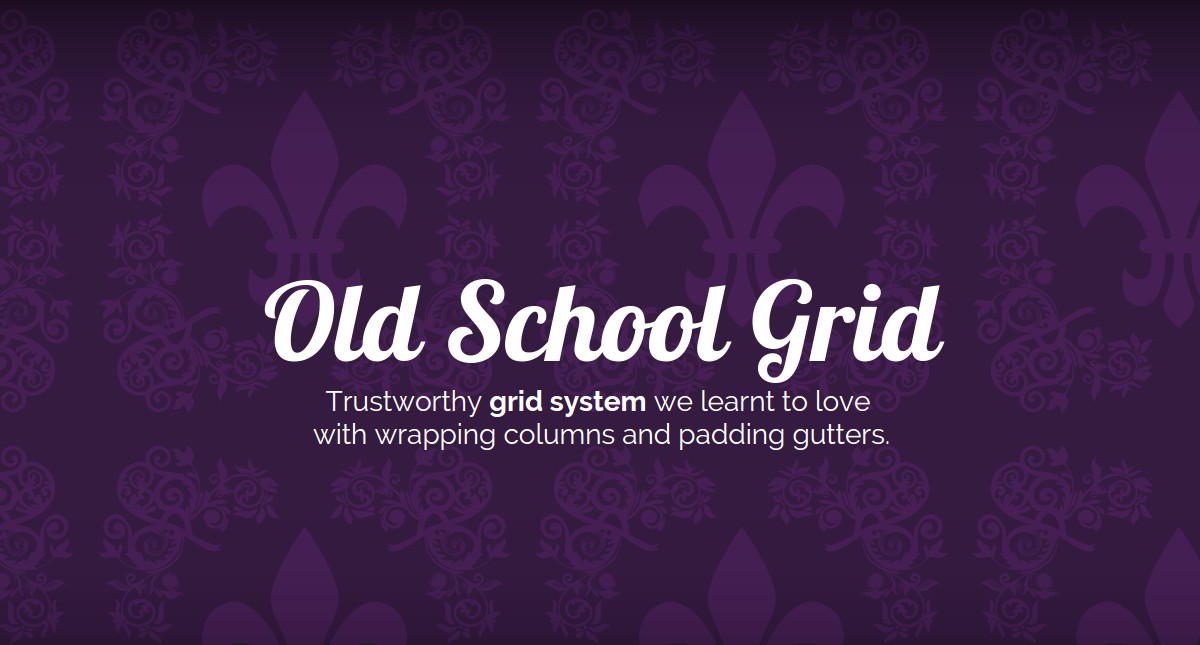 Old School Grid
Trustworthy grid system we learnt to love
with wrapping columns and padding gutters.